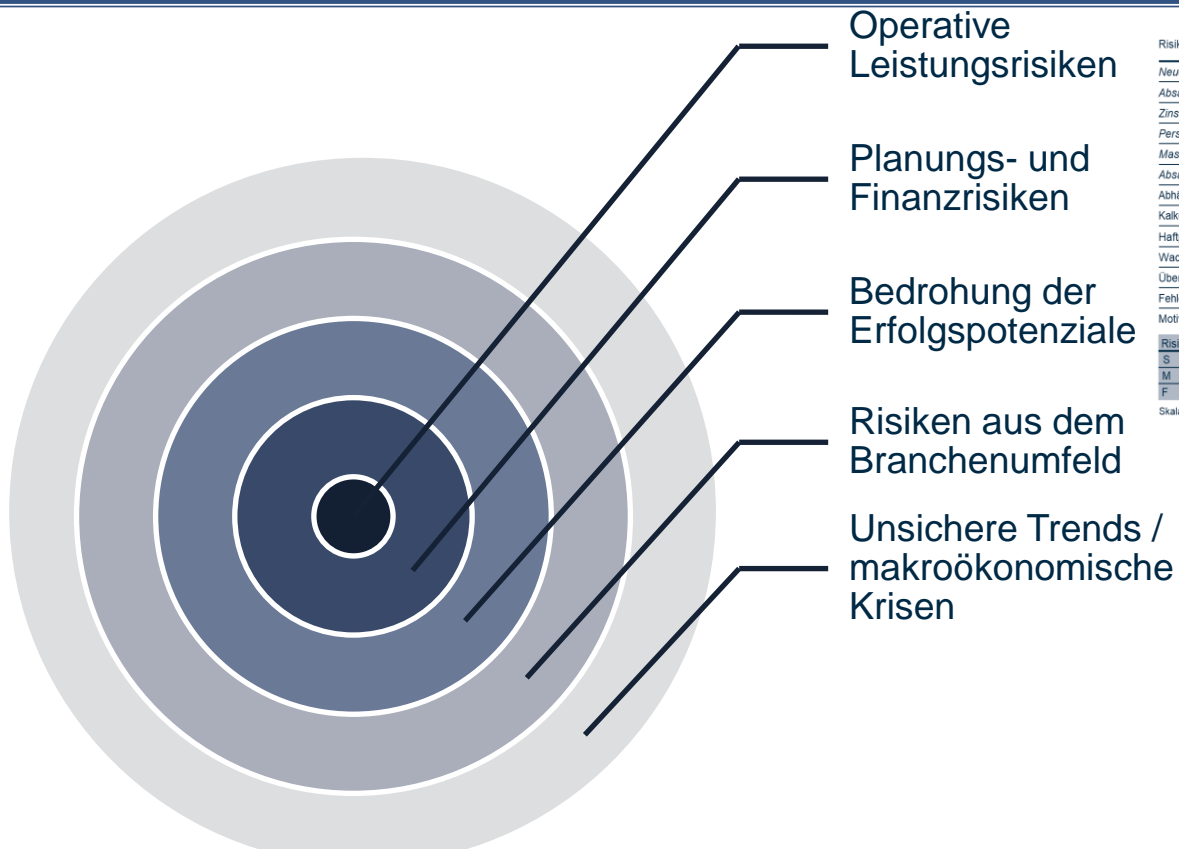 Operative
Leistungsrisiken
Planungs- und
Finanzrisiken
Bedrohung der
Erfolgspotenziale
Risiken aus dem
Branchenumfeld
Unsichere Trends /
makroökonomische
Krisen
S
M
F